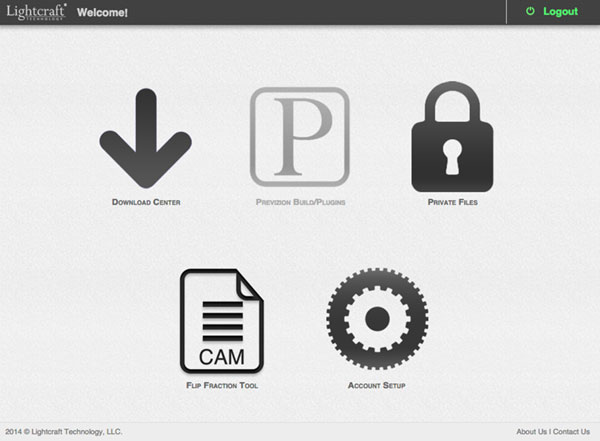 Lightcraft
TECHNOLOGY
Welcome!
Logout
P
Download Center
Previzion Build/Plugins
Private Files
CAM
Flip Fraction Tool
Account Setup
2014 © Lightcraft Technology, LLC.
About Us | Contact Us